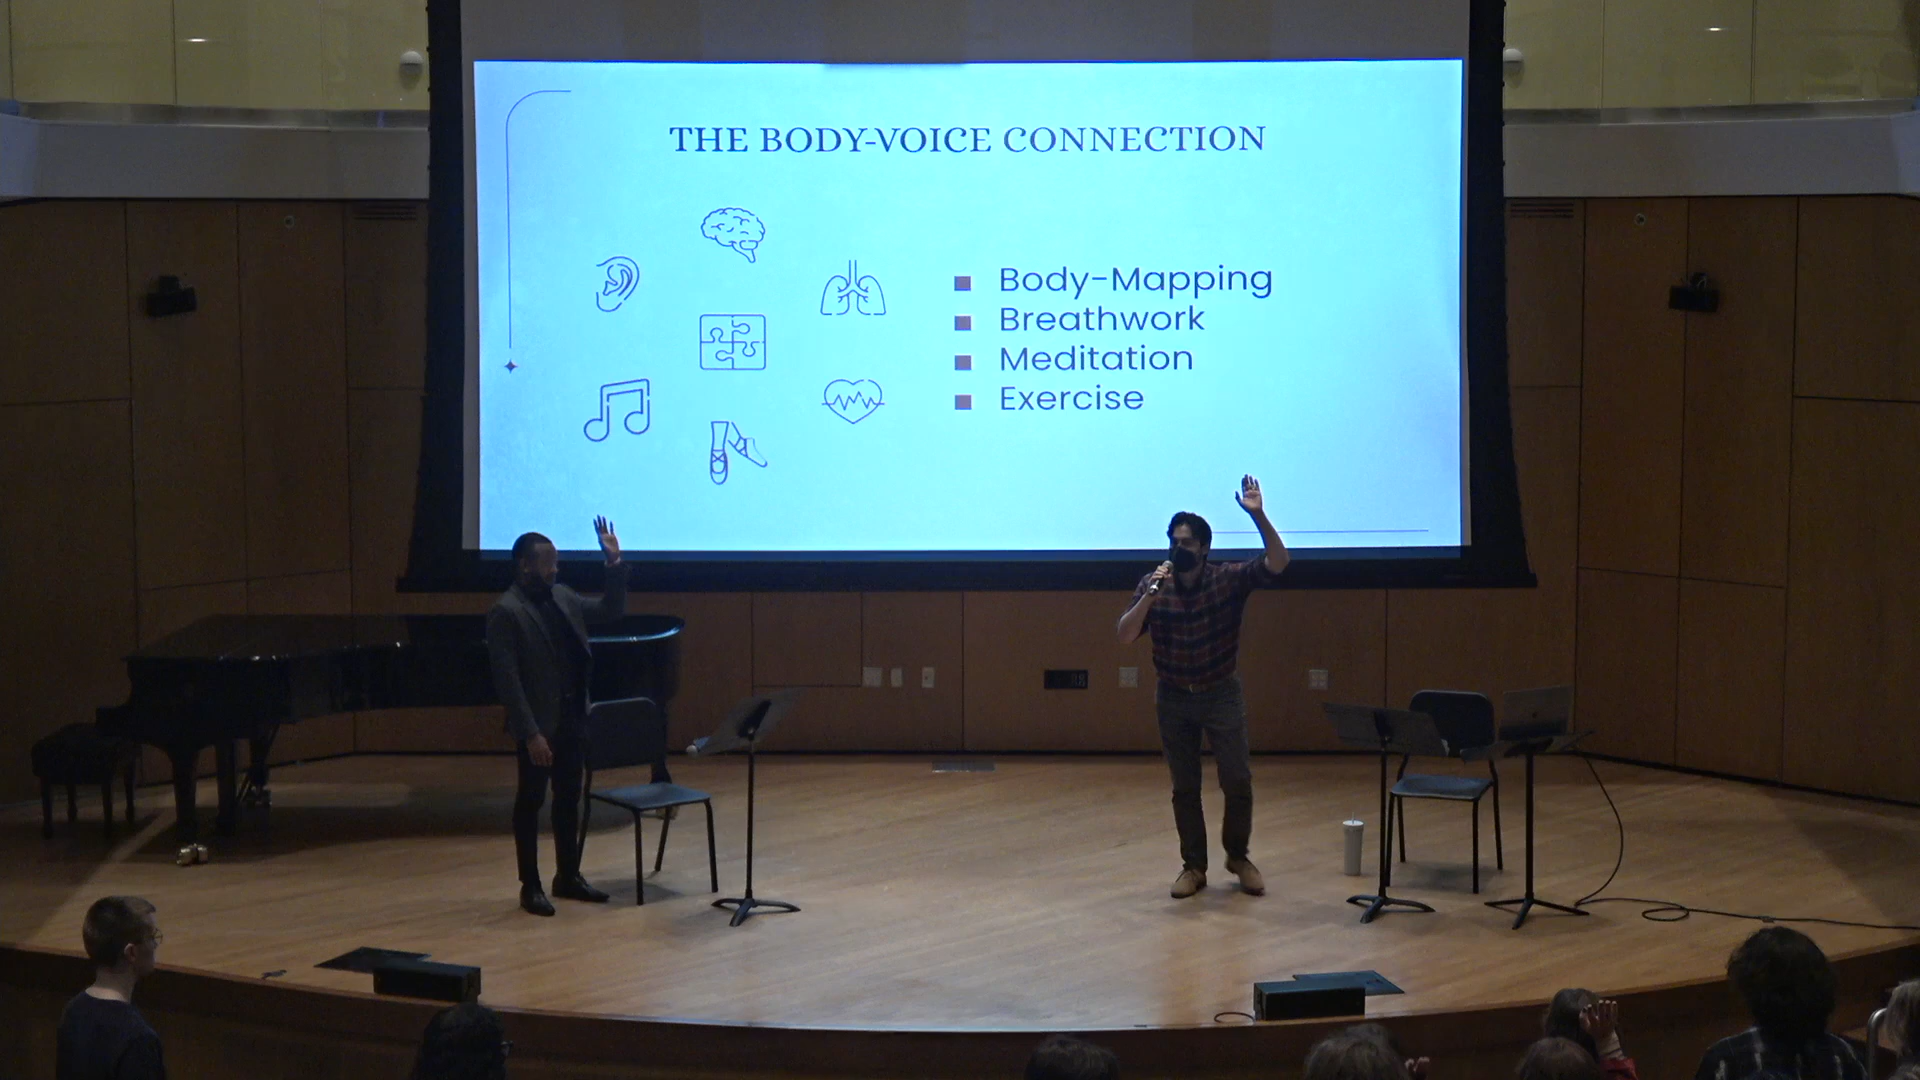 THE BODY-VOICE CONNECTION
Body-Mapping
Breathwork
Meditation
Exercise